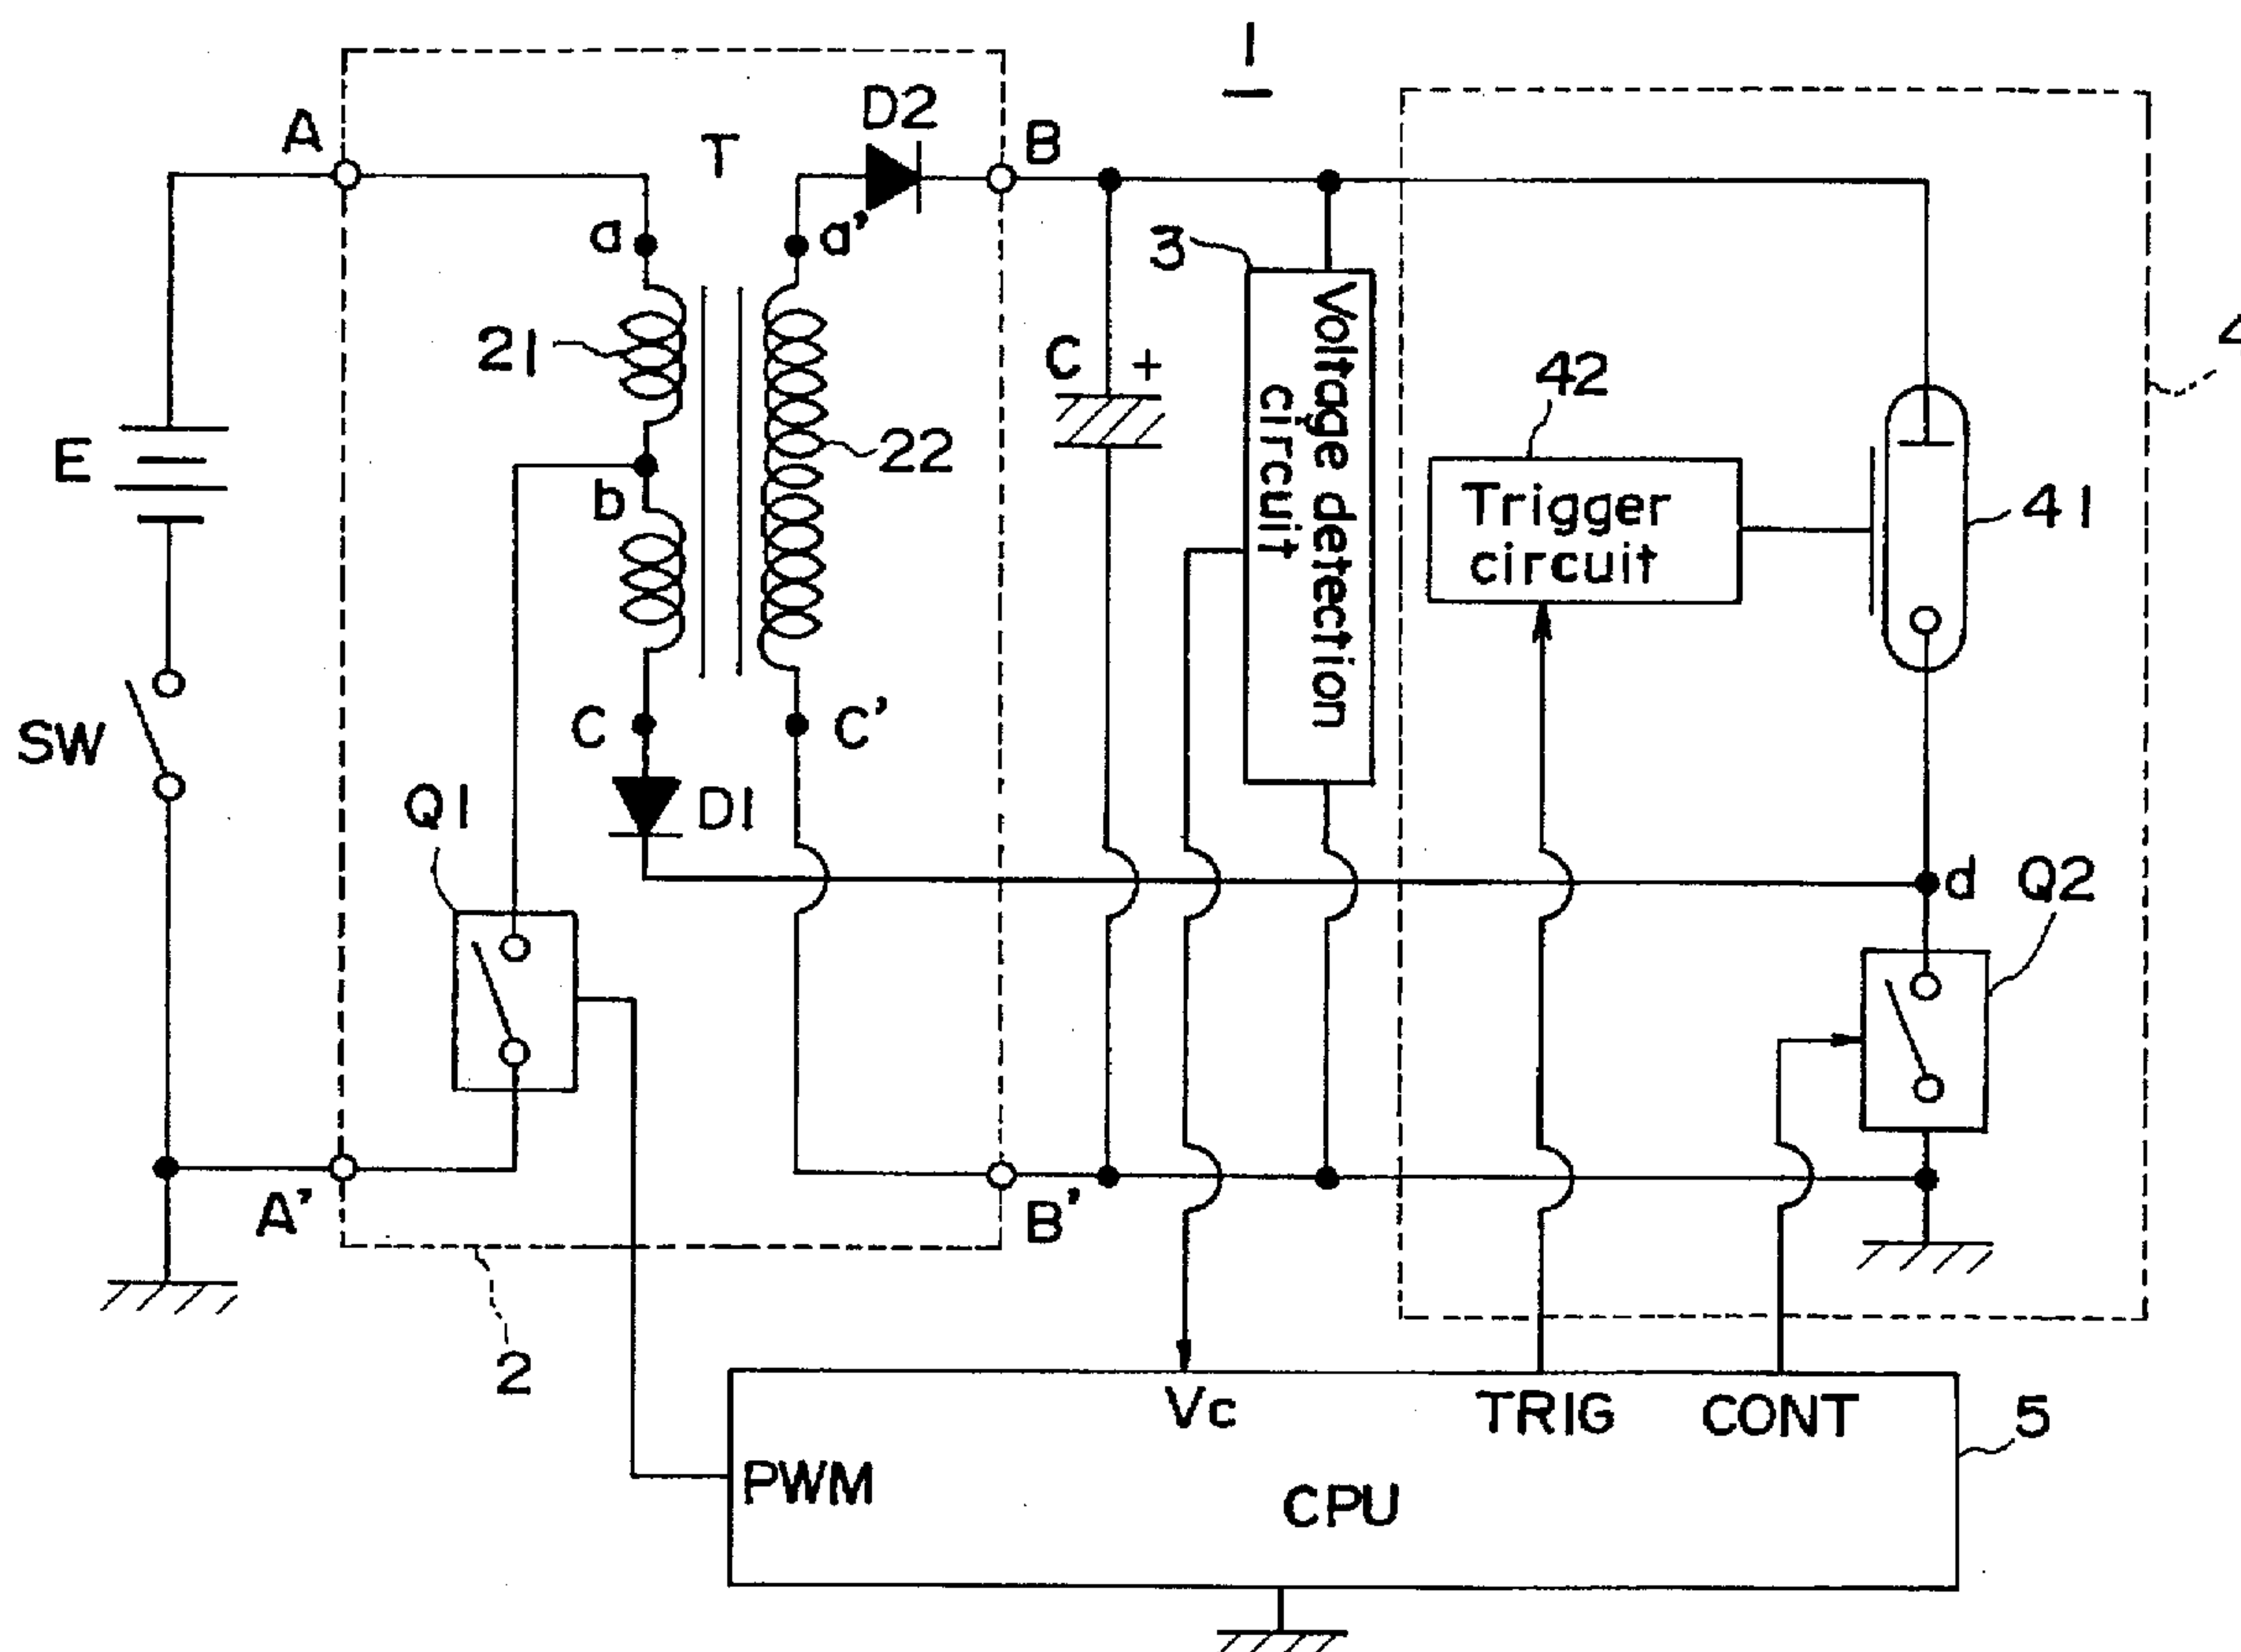 1
A
T
D2
B
a
a'
3
4
21
C +
Voltage detection
circuit
42
E
22
b
Trigger
circuit
41
SW
C
C'
Q1
D1
d
Q2
A'
B'
2
Vc
TRIG
CONT
5
PWM
CPU